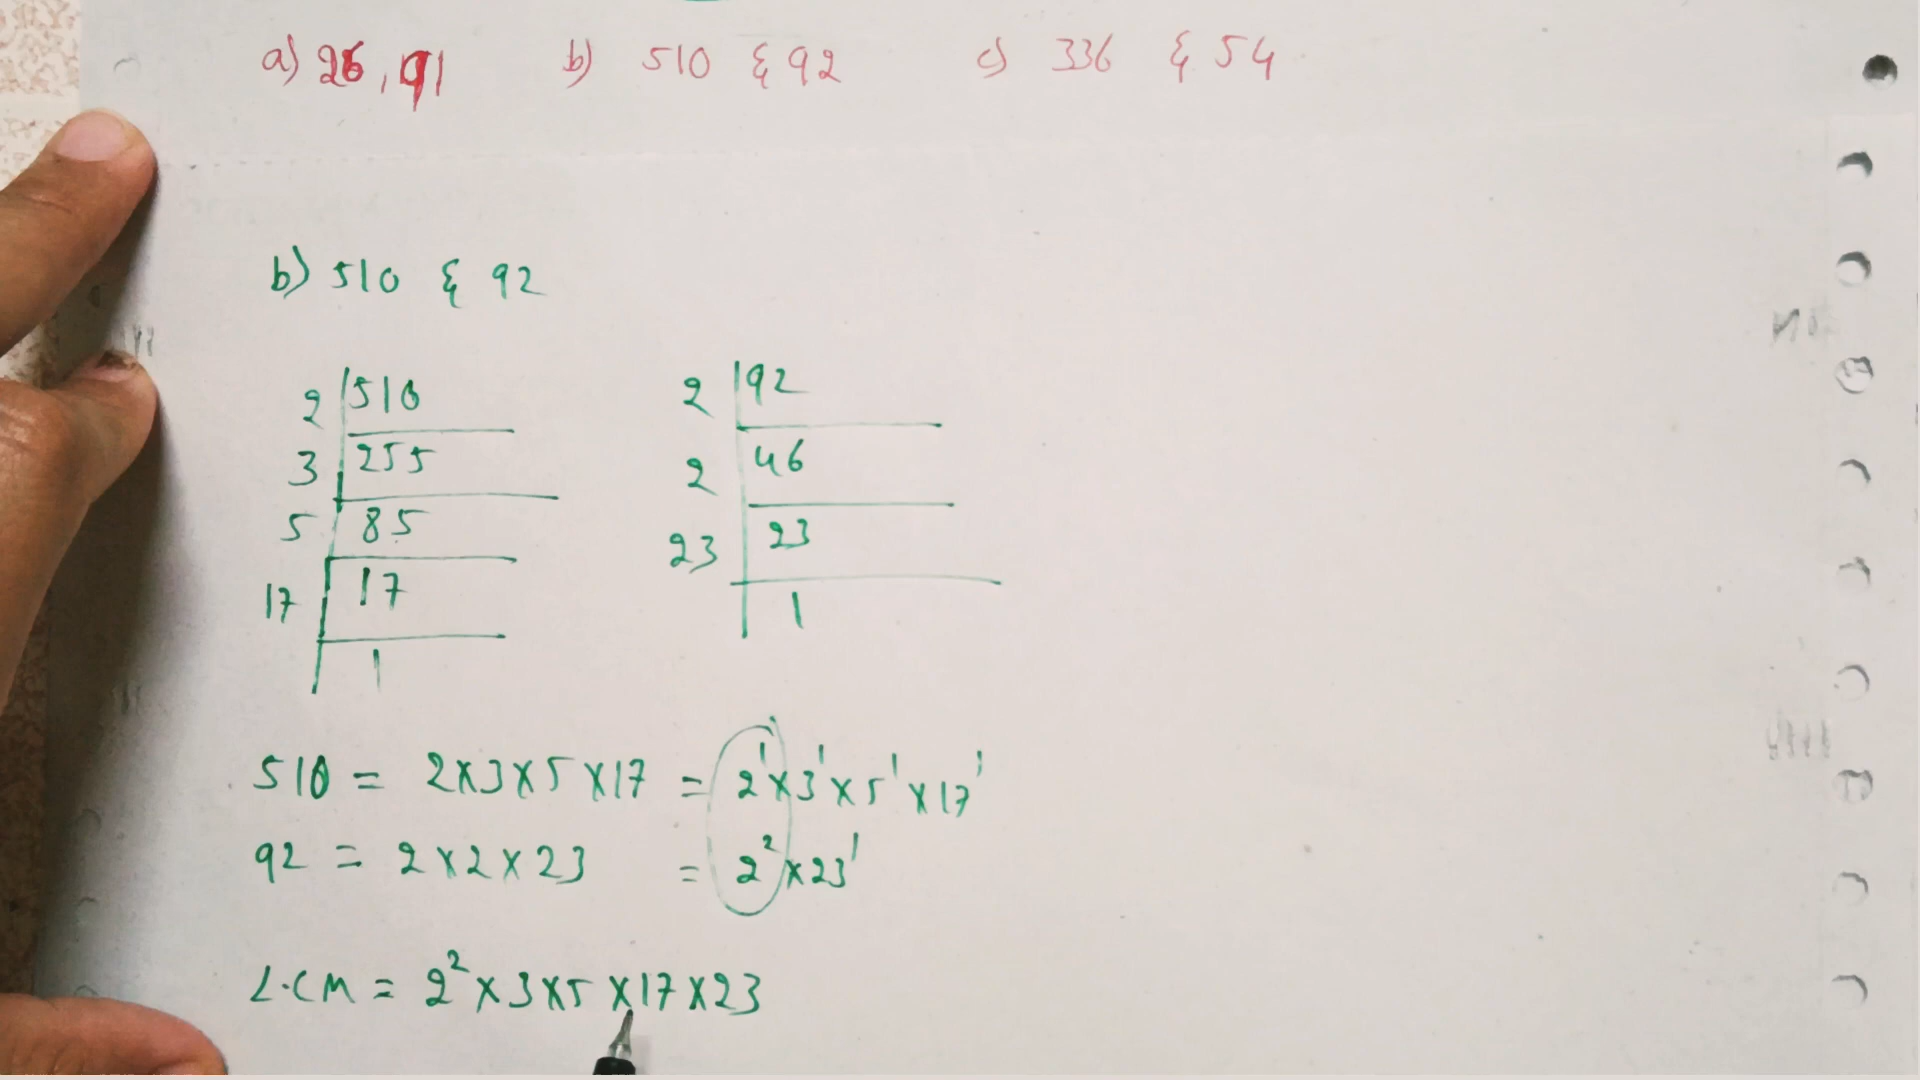 a) 26, 91 b) 510 & 92 c) 336 & 54
b) 510 & 92
2 | 510
3 | 255
5 | 85
17 | 17
1
2 | 92
2 | 46
23 | 23
1
510 = 2×3×5×17 = 2¹×3¹×5¹×17¹
92 = 2×2×23 = 2²×23¹
L.CM = 2²×3×5×17×23